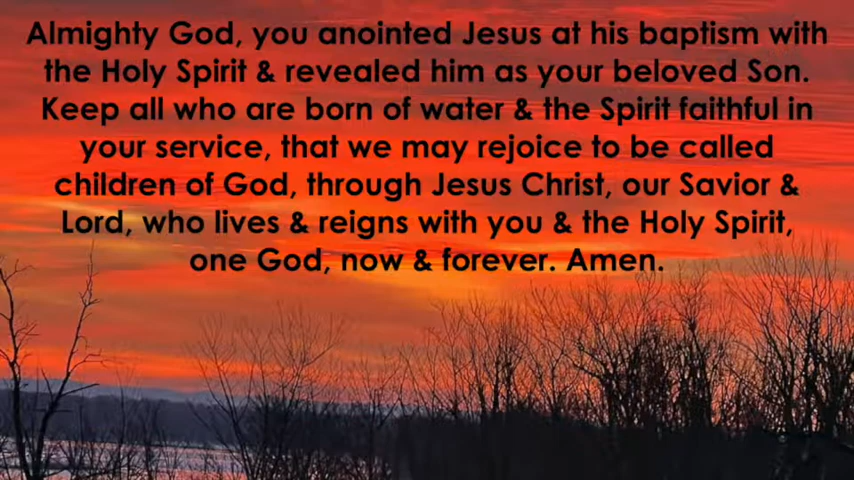 Almighty God, you anointed Jesus at his baptism with
the Holy Spirit & revealed him as your beloved Son.
Keep all who are born of water & the Spirit faithful in
your service, that we may rejoice to be called
children of God, through Jesus Christ, our Savior &
Lord, who lives & reigns with you & the Holy Spirit,
one God, now & forever. Amen.